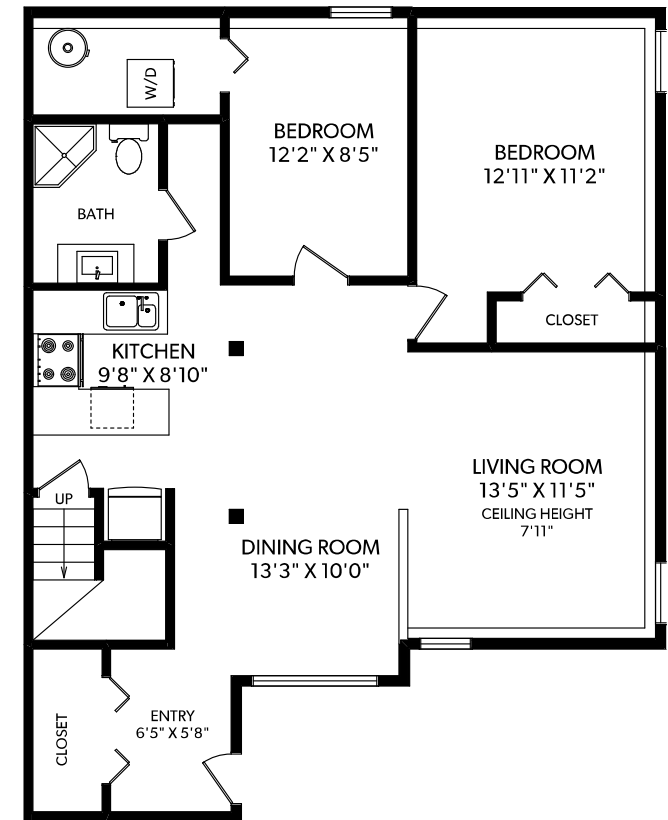 W/D
BEDROOM
12'2" X 8'5"
BEDROOM
12'11" X 11'2"
BATH
CLOSET
KITCHEN
9'8" X 8'10"
LIVING ROOM
13'5" X 11'5"
CEILING HEIGHT
7'11"
UP
DINING ROOM
13'3" X 10'0"
CLOSET
ENTRY
6'5" X 5'8"